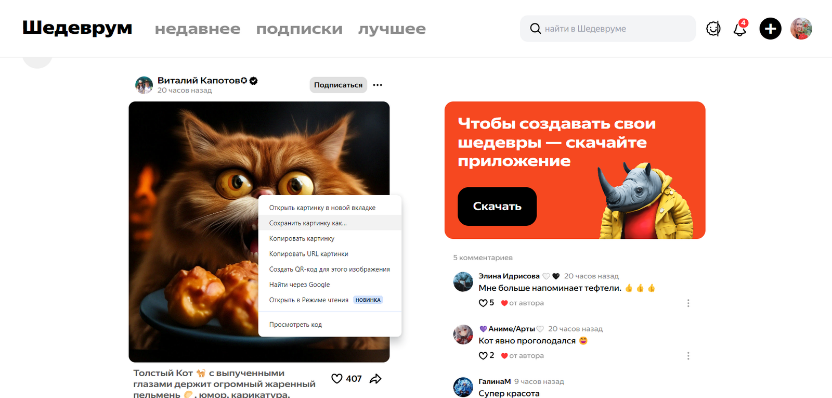 Шедеврум
недавнее подписки лучшее
найти в Шедевруме
4
Виталий Капотов
20 часов назад
Подписаться
Открыть картинку в новой вкладке
Сохранить картинку как...
Копировать картинку
Копировать URL картинки
Создать QR-код для этого изображения
Найти через Google
Открыть в Режиме чтения НОВИНКА
Просмотреть код
Толстый Кот 🐈 с выпученными
глазами держит огромный жаренный
пельмень 🥟, юмор, карикатура,
407
Чтобы создавать свои
шедевры — скачайте
приложение
Скачать
5 комментариев
Элина Идрисова 🤍 🖤 20 часов назад
Мне больше напоминает тефтели. 👍 👍 👍
5 ❤ от автора
💜Аниме/Арты🤍 20 часов назад
Кот явно проголодался 😍
2 ❤ от автора
ГалинаМ 9 часов назад
Супер красота